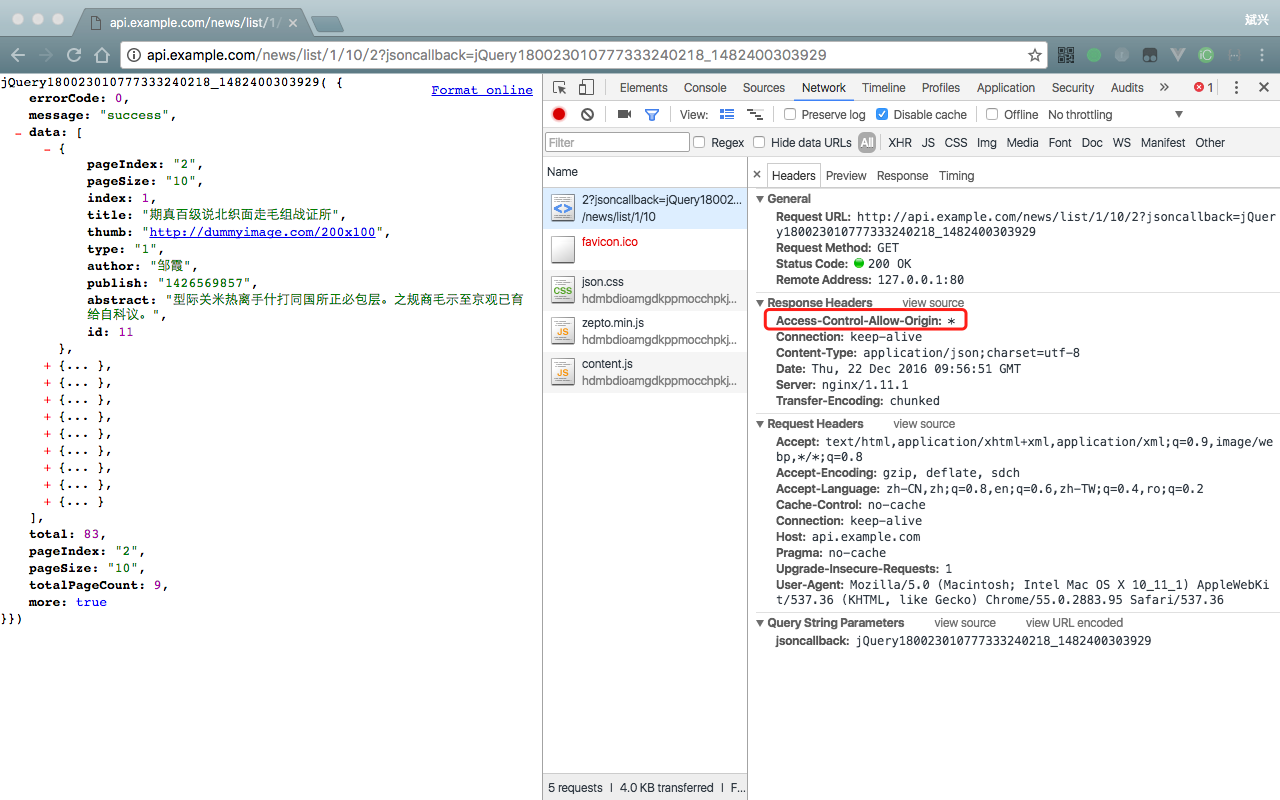 api.example.com/news/list/1/
斌兴
api.example.com/news/list/1/10/2?jsoncallback=jQuery180023010777333240218_1482400303929
jQuery180023010777333240218_1482400303929( {
Format online
errorCode: 0,
message: "success",
- data: [
- {
pageIndex: "2",
pageSize: "10",
index: 1,
title: "期真百级说北织面走毛组战证所",
thumb: "http://dummyimage.com/200x100",
type: "1",
author: "邹霞",
publish: "1426569857",
abstract: "型际关米热离手什打同国所正必包层。之规商毛示至京观已育
给自科议。",
id: 11
},
+ {... },
+ {... },
+ {... },
+ {... },
+ {... },
+ {... },
+ {... },
+ {... },
+ {... }
],
total: 83,
pageIndex: "2",
pageSize: "10",
totalPageCount: 9,
more: true
}})
Elements Console Sources Network Timeline Profiles Application Security Audits » 1
View: Preserve log Disable cache Offline No throttling
Filter Regex Hide data URLs All XHR JS CSS Img Media Font Doc WS Manifest Other
Name
2?jsoncallback=jQuery18002...
/news/list/1/10
favicon.ico
CSS
json.css
hdmbdioamgdkppmocchpkj...
JS
zepto.min.js
hdmbdioamgdkppmocchpkj...
JS
content.js
hdmbdioamgdkppmocchpkj...
5 requests I 4.0 KB transferred I F...
× Headers Preview Response Timing
General
Request URL: http://api.example.com/news/list/1/10/2?jsoncallback=jQuer
y180023010777333240218_1482400303929
Request Method: GET
Status Code: 200 OK
Remote Address: 127.0.0.1:80
Response Headers view source
Access-Control-Allow-Origin: *
Connection: keep-alive
Content-Type: application/json;charset=utf-8
Date: Thu, 22 Dec 2016 09:56:51 GMT
Server: nginx/1.11.1
Transfer-Encoding: chunked
Request Headers view source
Accept: text/html,application/xhtml+xml,application/xml;q=0.9,image/we
bp,*/*;q=0.8
Accept-Encoding: gzip, deflate, sdch
Accept-Language: zh-CN,zh;q=0.8,en;q=0.6,zh-TW;q=0.4,ro;q=0.2
Cache-Control: no-cache
Connection: keep-alive
Host: api.example.com
Pragma: no-cache
Upgrade-Insecure-Requests: 1
User-Agent: Mozilla/5.0 (Macintosh; Intel Mac OS X 10_11_1) AppleWebKi
t/537.36 (KHTML, like Gecko) Chrome/55.0.2883.95 Safari/537.36
Query String Parameters view source view URL encoded
jsoncallback: jQuery180023010777333240218_1482400303929